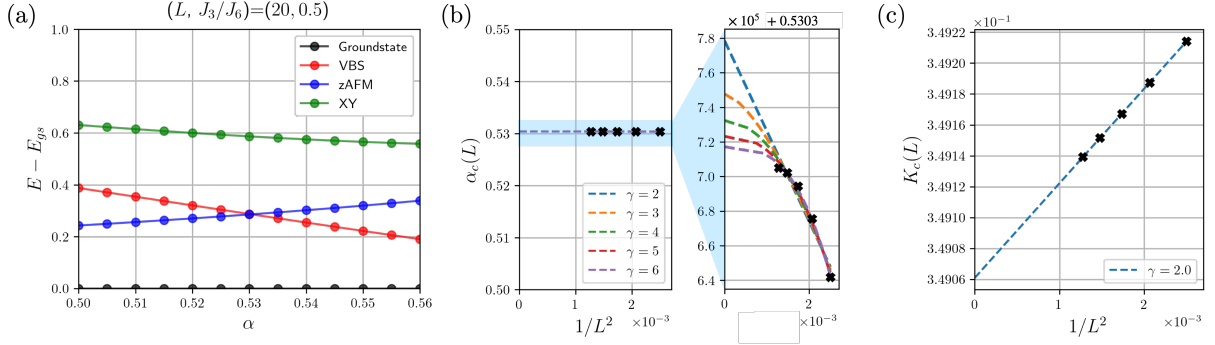 (a)
(L, J₃/J₆)=(20, 0.5)
E − E_gs
1.0
0.8
0.6
0.4
0.2
0.0
Groundstate
VBS
zAFM
XY
0.50 0.51 0.52 0.53 0.54 0.55 0.56
α
(b)
α_c(L)
0.55
0.54
0.53
0.52
0.51
0.50
γ = 2
γ = 3
γ = 4
γ = 5
γ = 6
0 1 2
1/L² ×10⁻³
× 10⁵ + 0.5303
7.8
7.6
7.4
7.2
7.0
6.8
6.6
6.4
0 1 2
×10⁻³
(c)
×10⁻¹
K_c(L)
3.4922
3.4920
3.4918
3.4916
3.4914
3.4912
3.4910
3.4908
3.4906
γ = 2.0
0 1 2
1/L² ×10⁻³